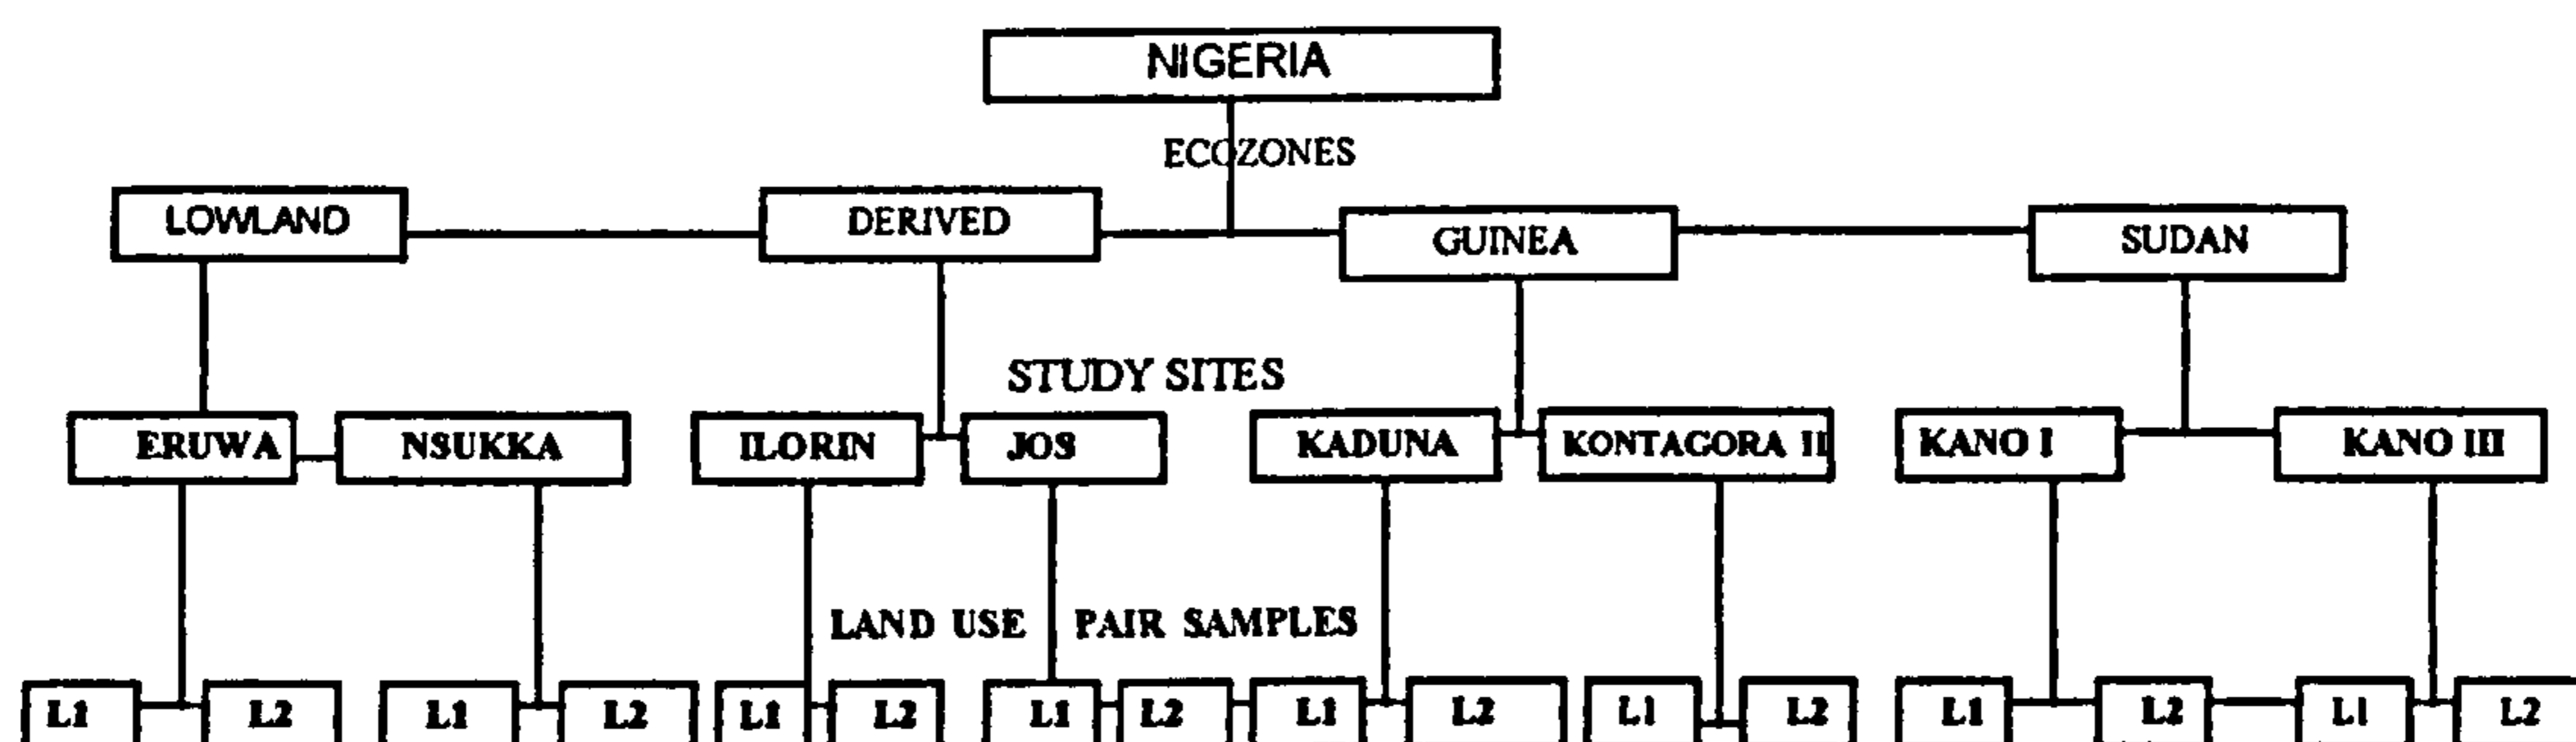 NIGERIA
ECOZONES
LOWLAND DERIVED GUINEA SUDAN
STUDY SITES
ERUWA NSUKKA ILORIN JOS KADUNA KONTAGORA II KANO I KANO III
LAND USE PAIR SAMPLES
L1 L2 L1 L2 L1 L2 L1 L2 L1 L2 L1 L2 L1 L2 L1 L2